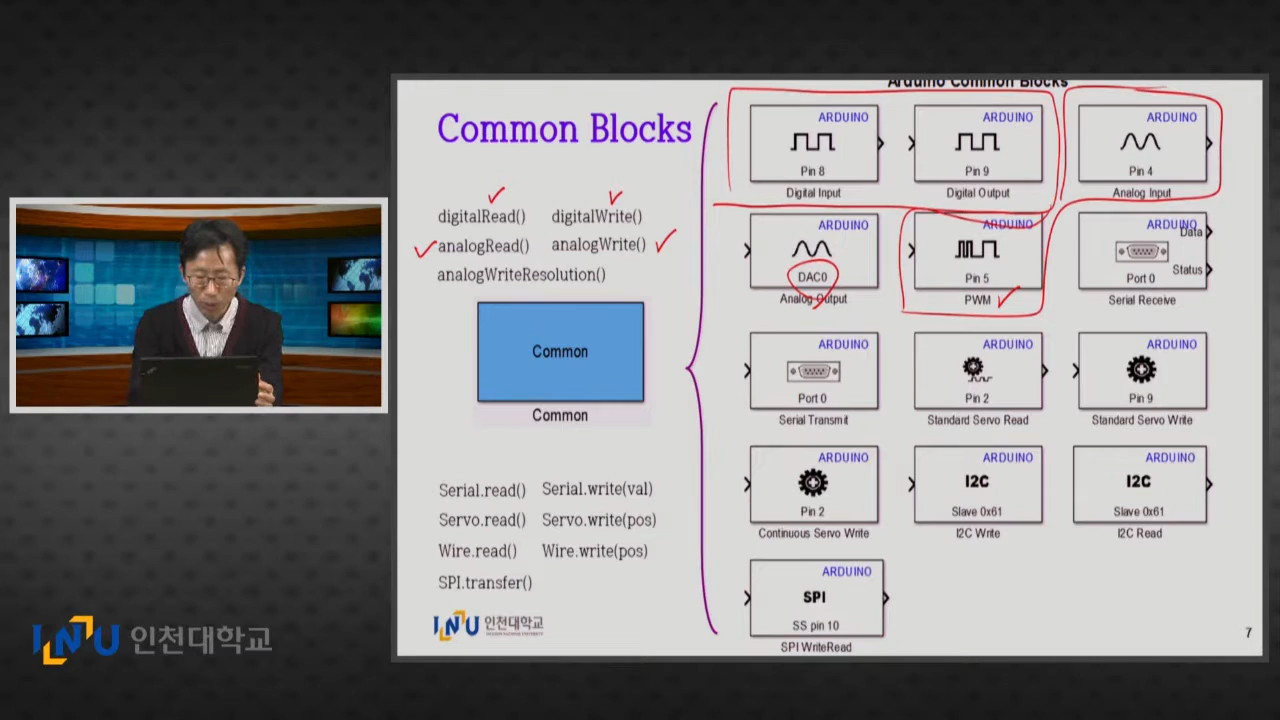 Arduino Common Blocks
Common Blocks
digitalRead() digitalWrite()
analogRead() analogWrite()
analogWriteResolution()
Common
Common
Serial.read() Serial.write(val)
Servo.read() Servo.write(pos)
Wire.read() Wire.write(pos)
SPI.transfer()
ARDUINO
Pin 8
Digital Input
ARDUINO
Pin 9
Digital Output
ARDUINO
Pin 4
Analog Input
ARDUINO
DAC0
Analog Output
ARDUINO
Pin 5
PWM
ARDUINO
Data
Status
Port 0
Serial Receive
ARDUINO
Port 0
Serial Transmit
ARDUINO
Pin 2
Standard Servo Read
ARDUINO
Pin 9
Standard Servo Write
ARDUINO
Pin 2
Continuous Servo Write
ARDUINO
I2C
Slave 0x61
I2C Write
ARDUINO
I2C
Slave 0x61
I2C Read
ARDUINO
SPI
SS pin 10
SPI WriteRead
INU 인천대학교
7
INU 인천대학교